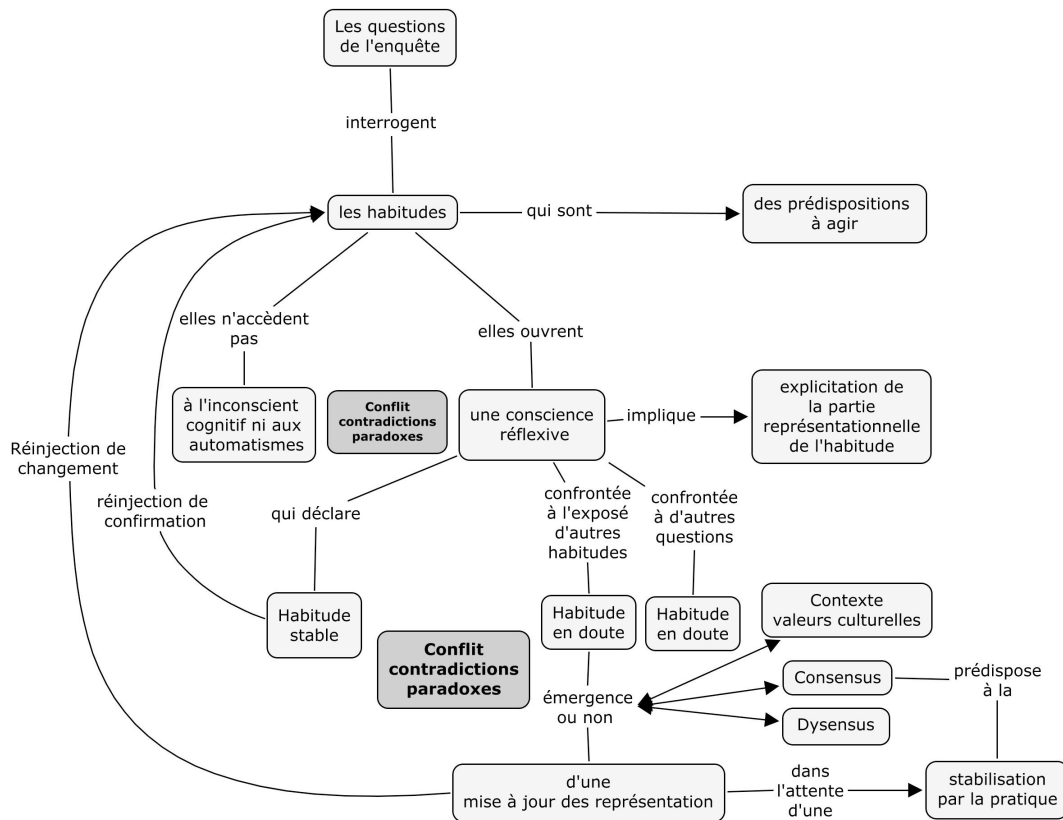 Les questions
de l'enquête
interrogent
les habitudes
qui sont
des prédispositions
à agir
elles n'accèdent
pas
elles ouvrent
à l'inconscient
cognitif ni aux
automatismes
Conflit
contradictions
paradoxes
une conscience
réflexive
implique
explicitation de
la partie
représentationnelle
de l'habitude
Réinjection de
changement
réinjection de
confirmation
qui déclare
confrontée
à l'exposé
d'autres
habitudes
confrontée
à d'autres
questions
Habitude
stable
Conflit
contradictions
paradoxes
Habitude
en doute
Habitude
en doute
Contexte
valeurs culturelles
émergence
ou non
Consensus
prédispose
à la
Dysensus
d'une
mise à jour des représentation
dans
l'attente
d'une
stabilisation
par la pratique